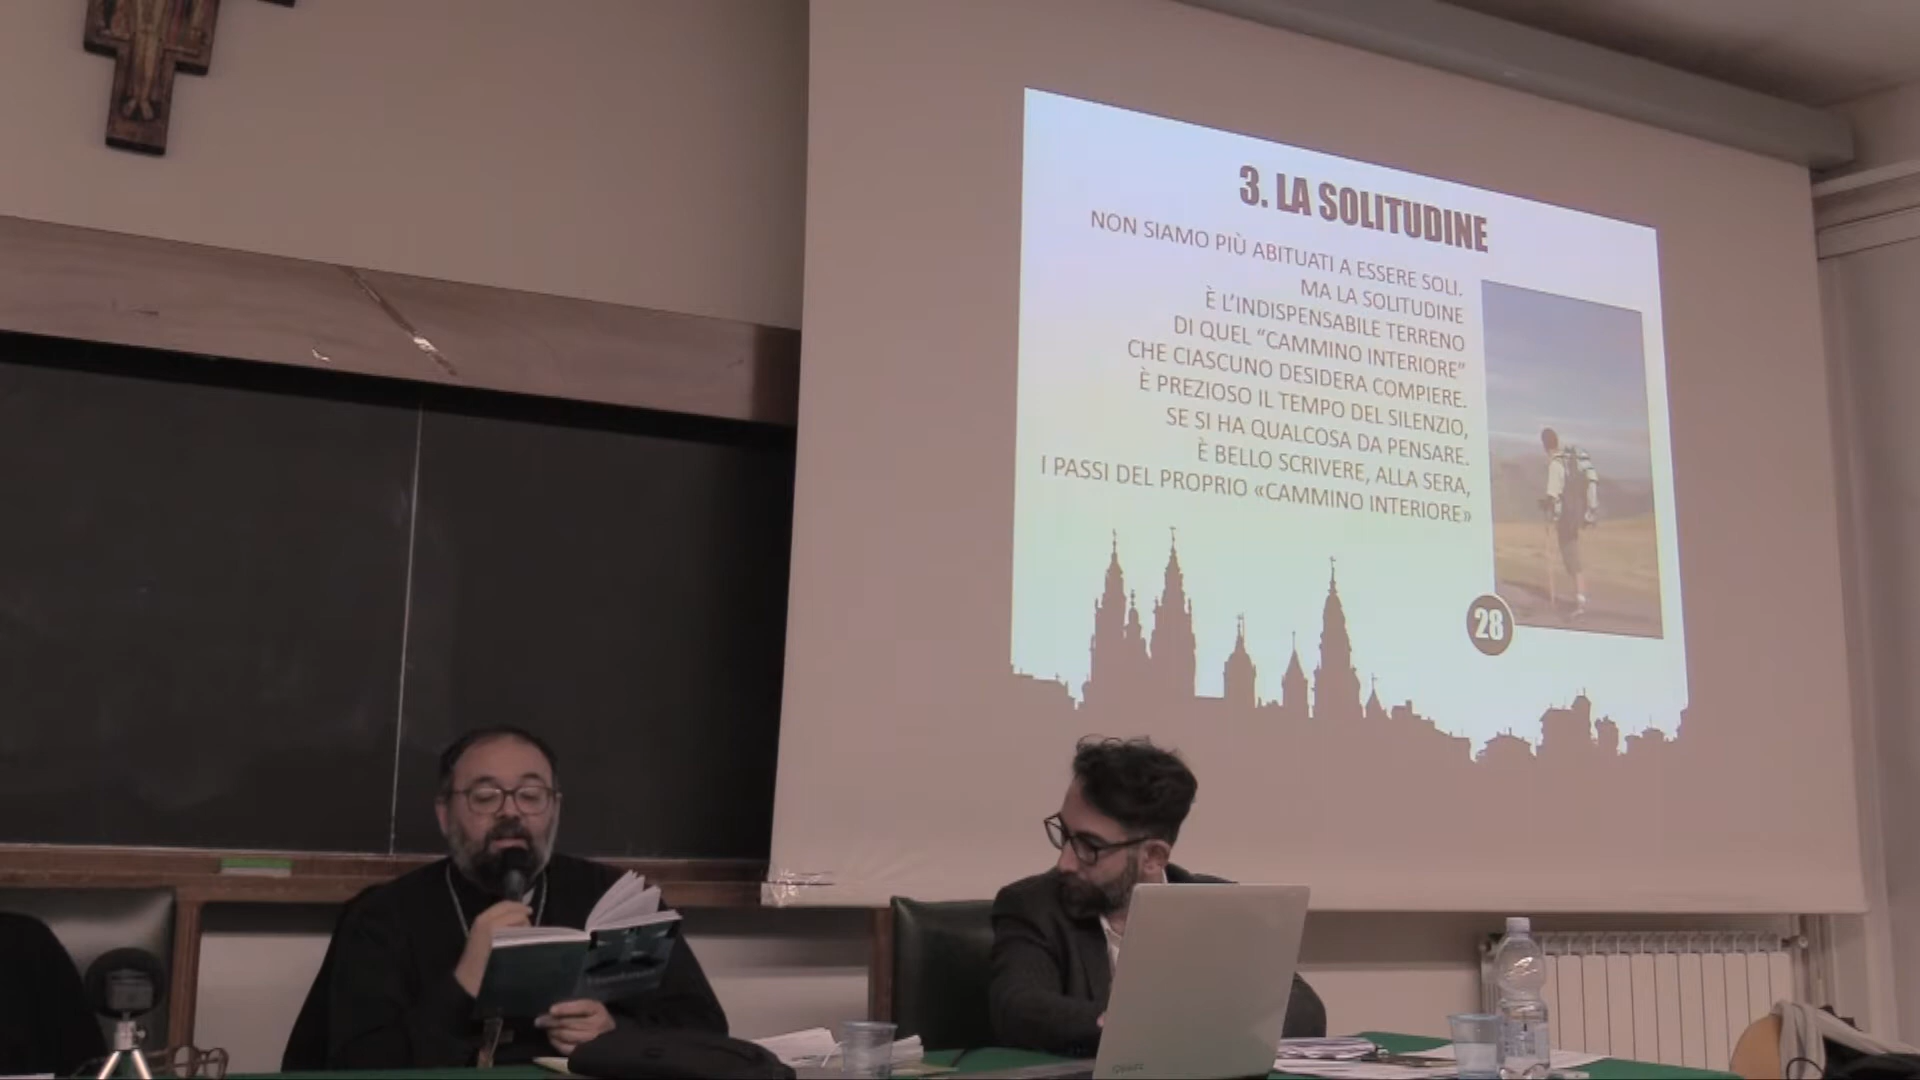 3. LA SOLITUDINE
NON SIAMO PIÙ ABITUATI A ESSERE SOLI.
MA LA SOLITUDINE
È L'INDISPENSABILE TERRENO
DI QUEL "CAMMINO INTERIORE"
CHE CIASCUNO DESIDERA COMPIERE.
È PREZIOSO IL TEMPO DEL SILENZIO,
SE SI HA QUALCOSA DA PENSARE.
È BELLO SCRIVERE, ALLA SERA,
I PASSI DEL PROPRIO «CAMMINO INTERIORE»
28